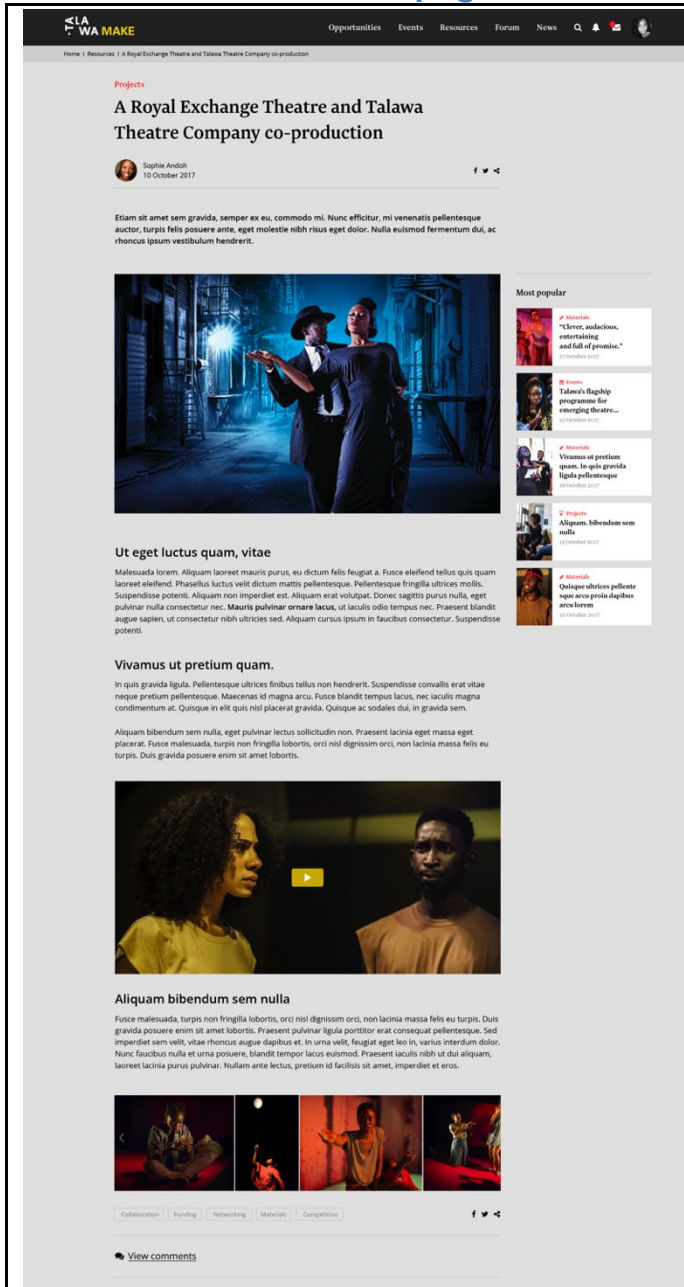 TALA
WA MAKE
Opportunities Events Resources Forum News
Home I Resources I A Royal Exchange Theatre and Talawa Theatre Company co-production
Projects
A Royal Exchange Theatre and Talawa
Theatre Company co-production
Sophie Andoh
10 October 2017
Etiam sit amet sem gravida, semper ex eu, commodo mi. Nunc efficitur, mi venenatis pellentesque
auctor, turpis felis posuere ante, eget molestie nibh risus eget dolor. Nulla euismod fermentum dui, ac
rhoncus ipsum vestibulum hendrerit.
Most popular
Materials
"Clever, audacious,
entertaining
and full of promise."
27 October 2017
Events
Talawa's flagship
programme for
emerging theatre...
22 October 2017
Materials
Vivamus ut pretium
quam. In quis gravida
ligula pellentesque
18 October 2017
Projects
Aliquam. bibendum sem
nulla
15 October 2017
Materials
Quisque ultrices pellente
sque arcu proin dapibus
arcu lorem
10 October 2017
Ut eget luctus quam, vitae
Malesuada lorem. Aliquam laoreet mauris purus, eu dictum felis feugiat a. Fusce eleifend tellus quis quam
laoreet eleifend. Phasellus luctus velit dictum mattis pellentesque. Pellentesque fringilla ultrices mollis.
Suspendisse potenti. Aliquam non imperdiet est. Aliquam erat volutpat. Donec sagittis purus nulla, eget
pulvinar nulla consectetur nec. Mauris pulvinar ornare lacus, ut iaculis odio tempus nec. Praesent blandit
augue sapien, ut consectetur nibh ultricies sed. Aliquam cursus ipsum in faucibus consectetur. Suspendisse
potenti.
Vivamus ut pretium quam.
In quis gravida ligula. Pellentesque ultrices finibus tellus non hendrerit. Suspendisse convallis erat vitae
neque pretium pellentesque. Maecenas id magna arcu. Fusce blandit tempus lacus, nec iaculis magna
condimentum at. Quisque in elit quis nisl placerat gravida. Quisque ac sodales dui, in gravida sem.
Aliquam bibendum sem nulla, eget pulvinar lectus sollicitudin non. Praesent lacinia eget massa eget
placerat. Fusce malesuada, turpis non fringilla lobortis, orci nisl dignissim orci, non lacinia massa felis eu
turpis. Duis gravida posuere enim sit amet lobortis.
Aliquam bibendum sem nulla
Fusce malesuada, turpis non fringilla lobortis, orci nisl dignissim orci, non lacinia massa felis eu turpis. Duis
gravida posuere enim sit amet lobortis. Praesent pulvinar ligula porttitor erat consequat pellentesque. Sed
imperdiet sem velit, vitae rhoncus augue dapibus et. In urna velit, feugiat eget leo in, varius interdum dolor.
Nunc faucibus nulla et urna posuere, blandit tempor lacus euismod. Praesent iaculis nibh ut dui aliquam,
laoreet lacinia purus pulvinar. Nullam ante lectus, pretium id facilisis sit amet, imperdiet et eros.
Collaboration Funding Networking Materials Competition
View comments